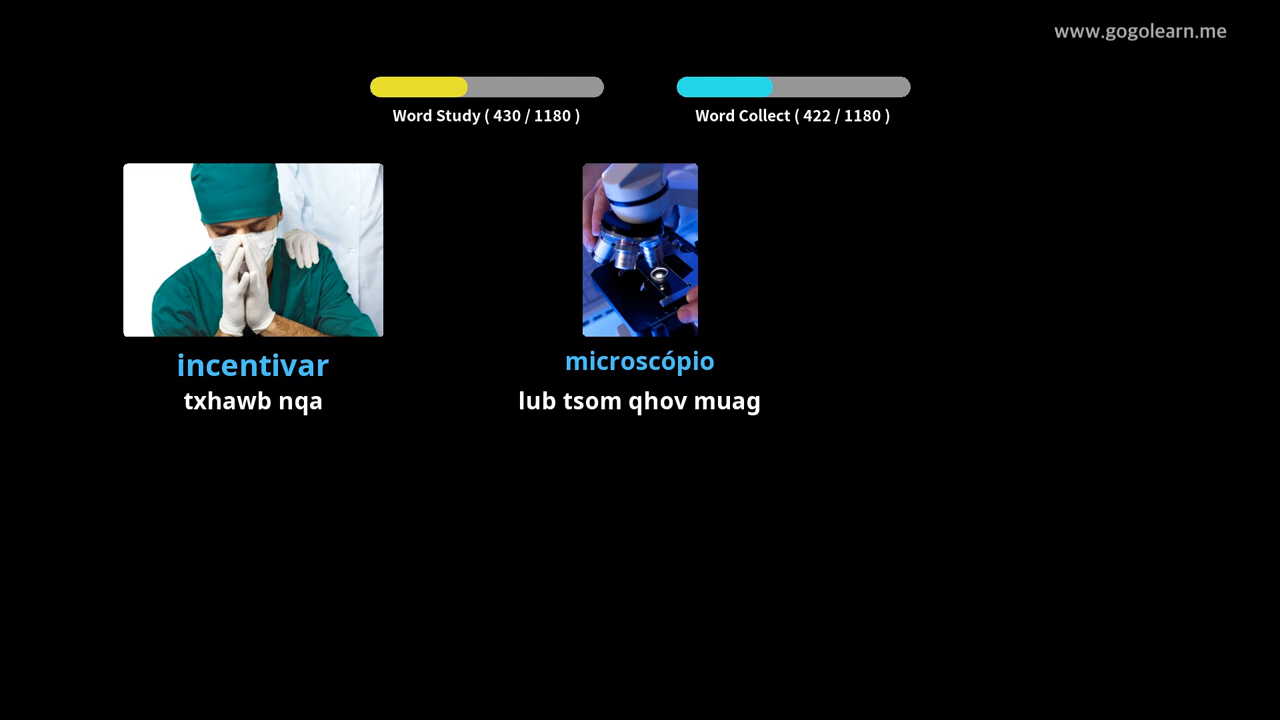 www.gogolearn.me
Word Study ( 430 / 1180 )
Word Collect ( 422 / 1180 )
incentivar
txhawb nqa
microscópio
lub tsom qhov muag